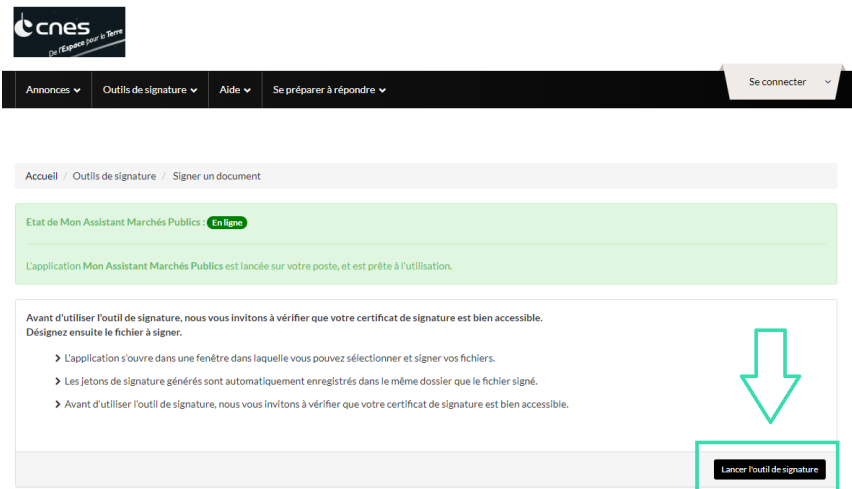 cnes
De l'Espace pour la Terre
Annonces Outils de signature Aide Se préparer à répondre Se connecter
Accueil / Outils de signature / Signer un document
Etat de Mon Assistant Marchés Publics : En ligne
L'application Mon Assistant Marchés Publics est lancée sur votre poste, et est prête à l'utilisation.
Avant d'utiliser l'outil de signature, nous vous invitons à vérifier que votre certificat de signature est bien accessible.
Désignez ensuite le fichier à signer.
L'application s'ouvre dans une fenêtre dans laquelle vous pouvez sélectionner et signer vos fichiers.
Les jetons de signature générés sont automatiquement enregistrés dans le même dossier que le fichier signé.
Avant d'utiliser l'outil de signature, nous vous invitons à vérifier que votre certificat de signature est bien accessible.
Lancer l'outil de signature